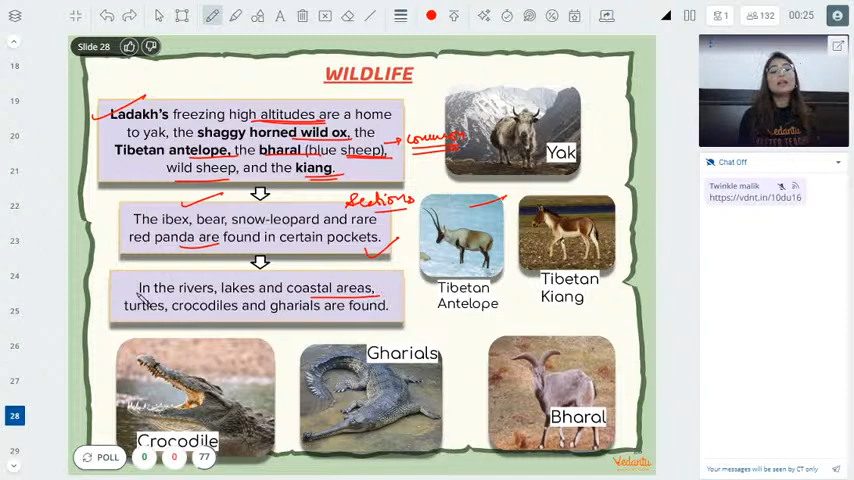 1
132
00:25
Slide 28
18
19
20
21
22
23
24
25
26
27
28
29
WILDLIFE
Ladakh's freezing high altitudes are a home
to yak, the shaggy horned wild ox, the
Tibetan antelope, the bharal (blue sheep),
wild sheep, and the kiang.
Sections
The ibex, bear, snow-leopard and rare
red panda are found in certain pockets.
In the rivers, lakes and coastal areas,
turtles, crocodiles and gharials are found.
Yak
Tibetan
Antelope
Tibetan
Kiang
Crocodile
Gharials
Bharal
Vedantu
POLL
0
0
77
Vedantu
Chat Off
Twinkle malik
https://vdnt.in/10du16
Your messages will be seen by CT only